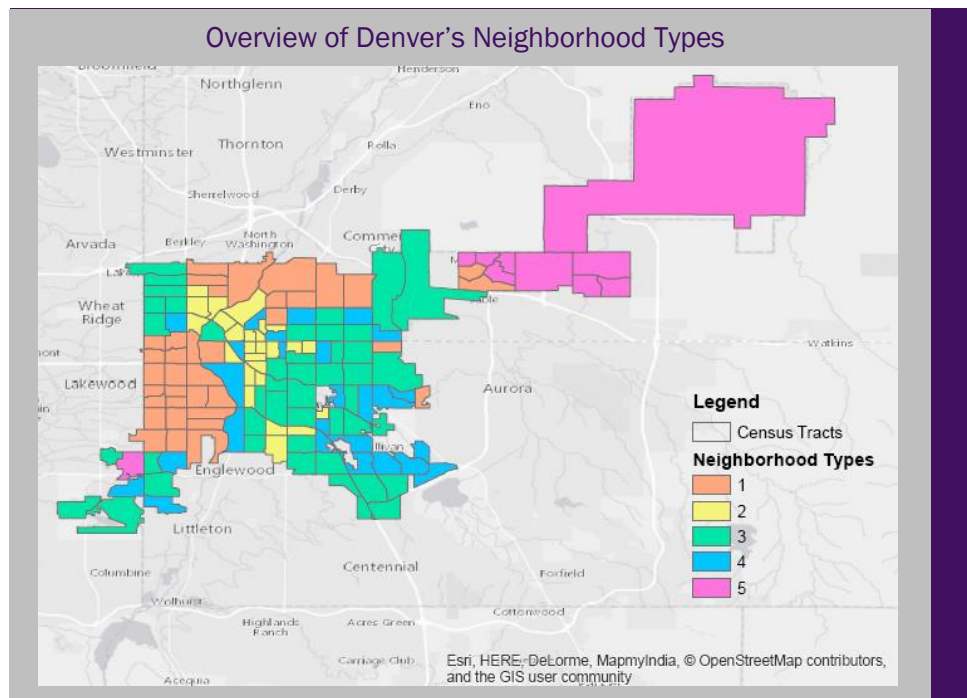 Overview of Denver's Neighborhood Types
Henderson
Northglenn
Eno
Westminster
Thornton
Rolla
Sherrelwood
Derby
Arvada
Berkley
North
Washington
Wheat
Ridge
Watkins
Lakewood
Aurora
Englewood
Littleton
Columbine
Centennial
Foxfield
Wolhurst
Highlands
Ranch
Acres Green
Cottonwood
Carriage Club
Acequia
Legend
Census Tracts
Neighborhood Types
1
2
3
4
5
Esri, HERE, DeLorme, MapmyIndia, © OpenStreetMap contributors,
and the GIS user community